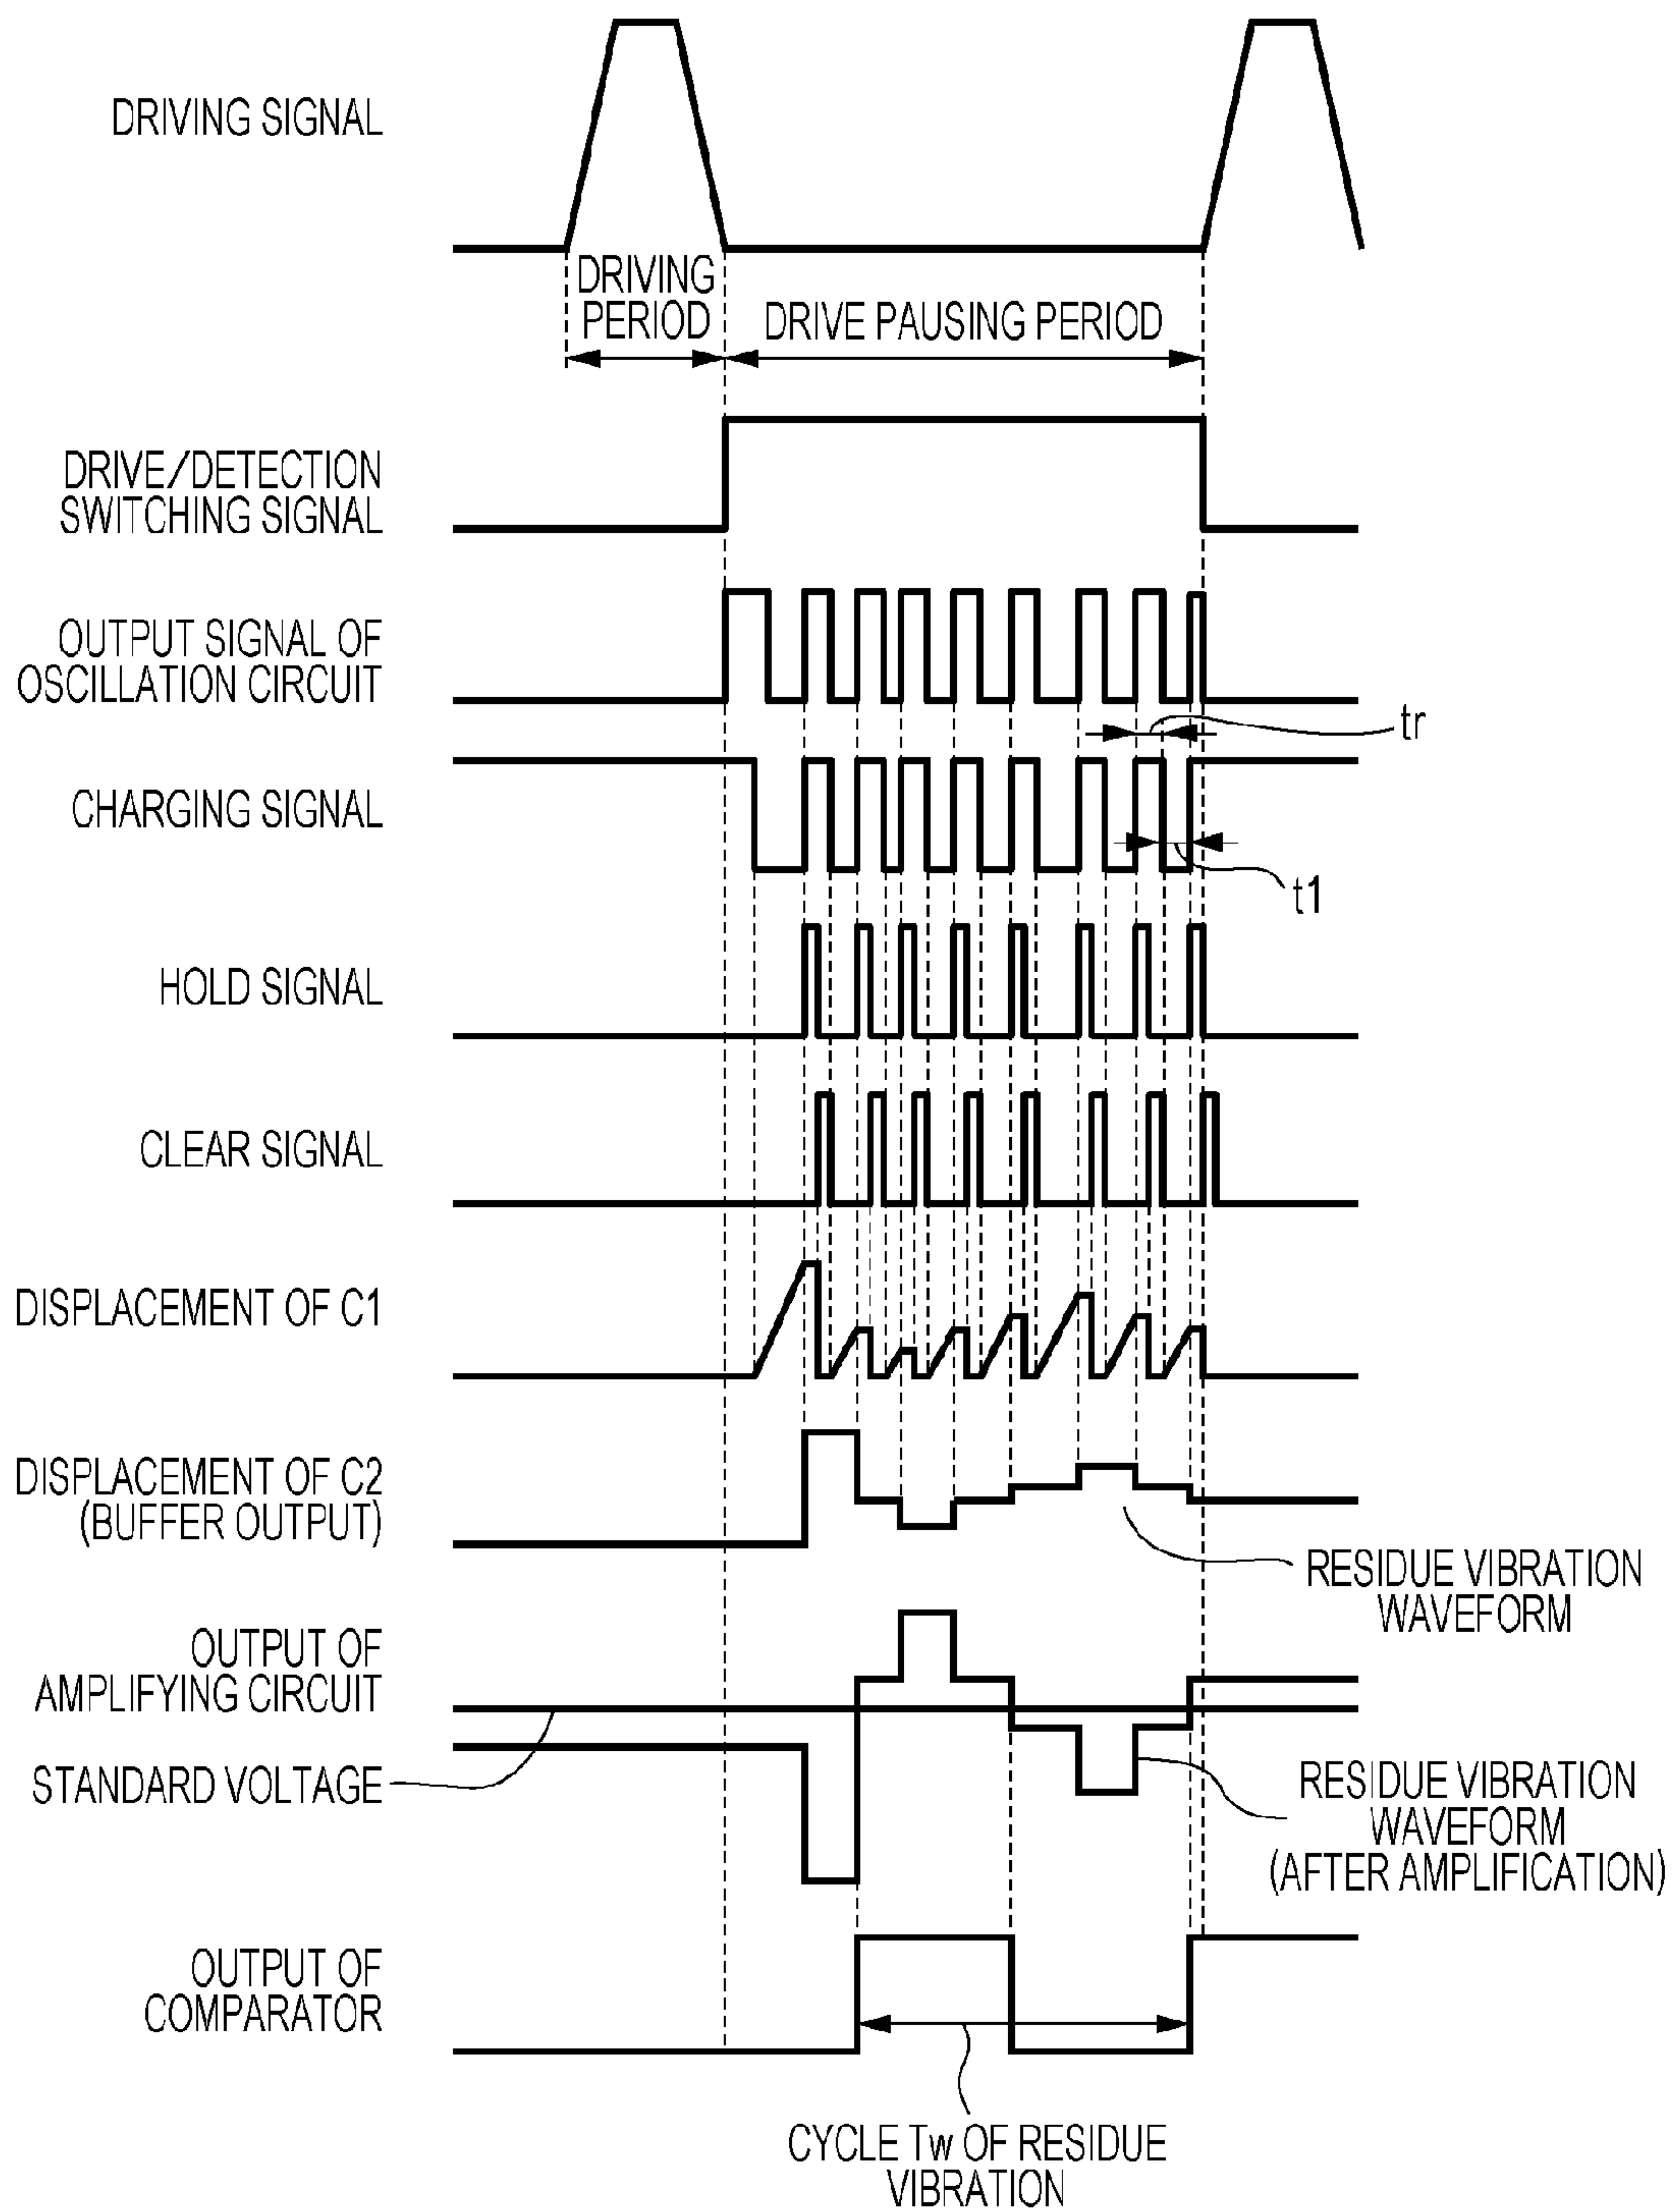 DRIVING SIGNAL
DRIVING
PERIOD
DRIVE PAUSING PERIOD
DRIVE/DETECTION
SWITCHING SIGNAL
OUTPUT SIGNAL OF
OSCILLATION CIRCUIT
tr
CHARGING SIGNAL
t1
HOLD SIGNAL
CLEAR SIGNAL
DISPLACEMENT OF C1
DISPLACEMENT OF C2
(BUFFER OUTPUT)
RESIDUE VIBRATION
WAVEFORM
OUTPUT OF
AMPLIFYING CIRCUIT
STANDARD VOLTAGE
RESIDUE VIBRATION
WAVEFORM
(AFTER AMPLIFICATION)
OUTPUT OF
COMPARATOR
CYCLE Tw OF RESIDUE
VIBRATION